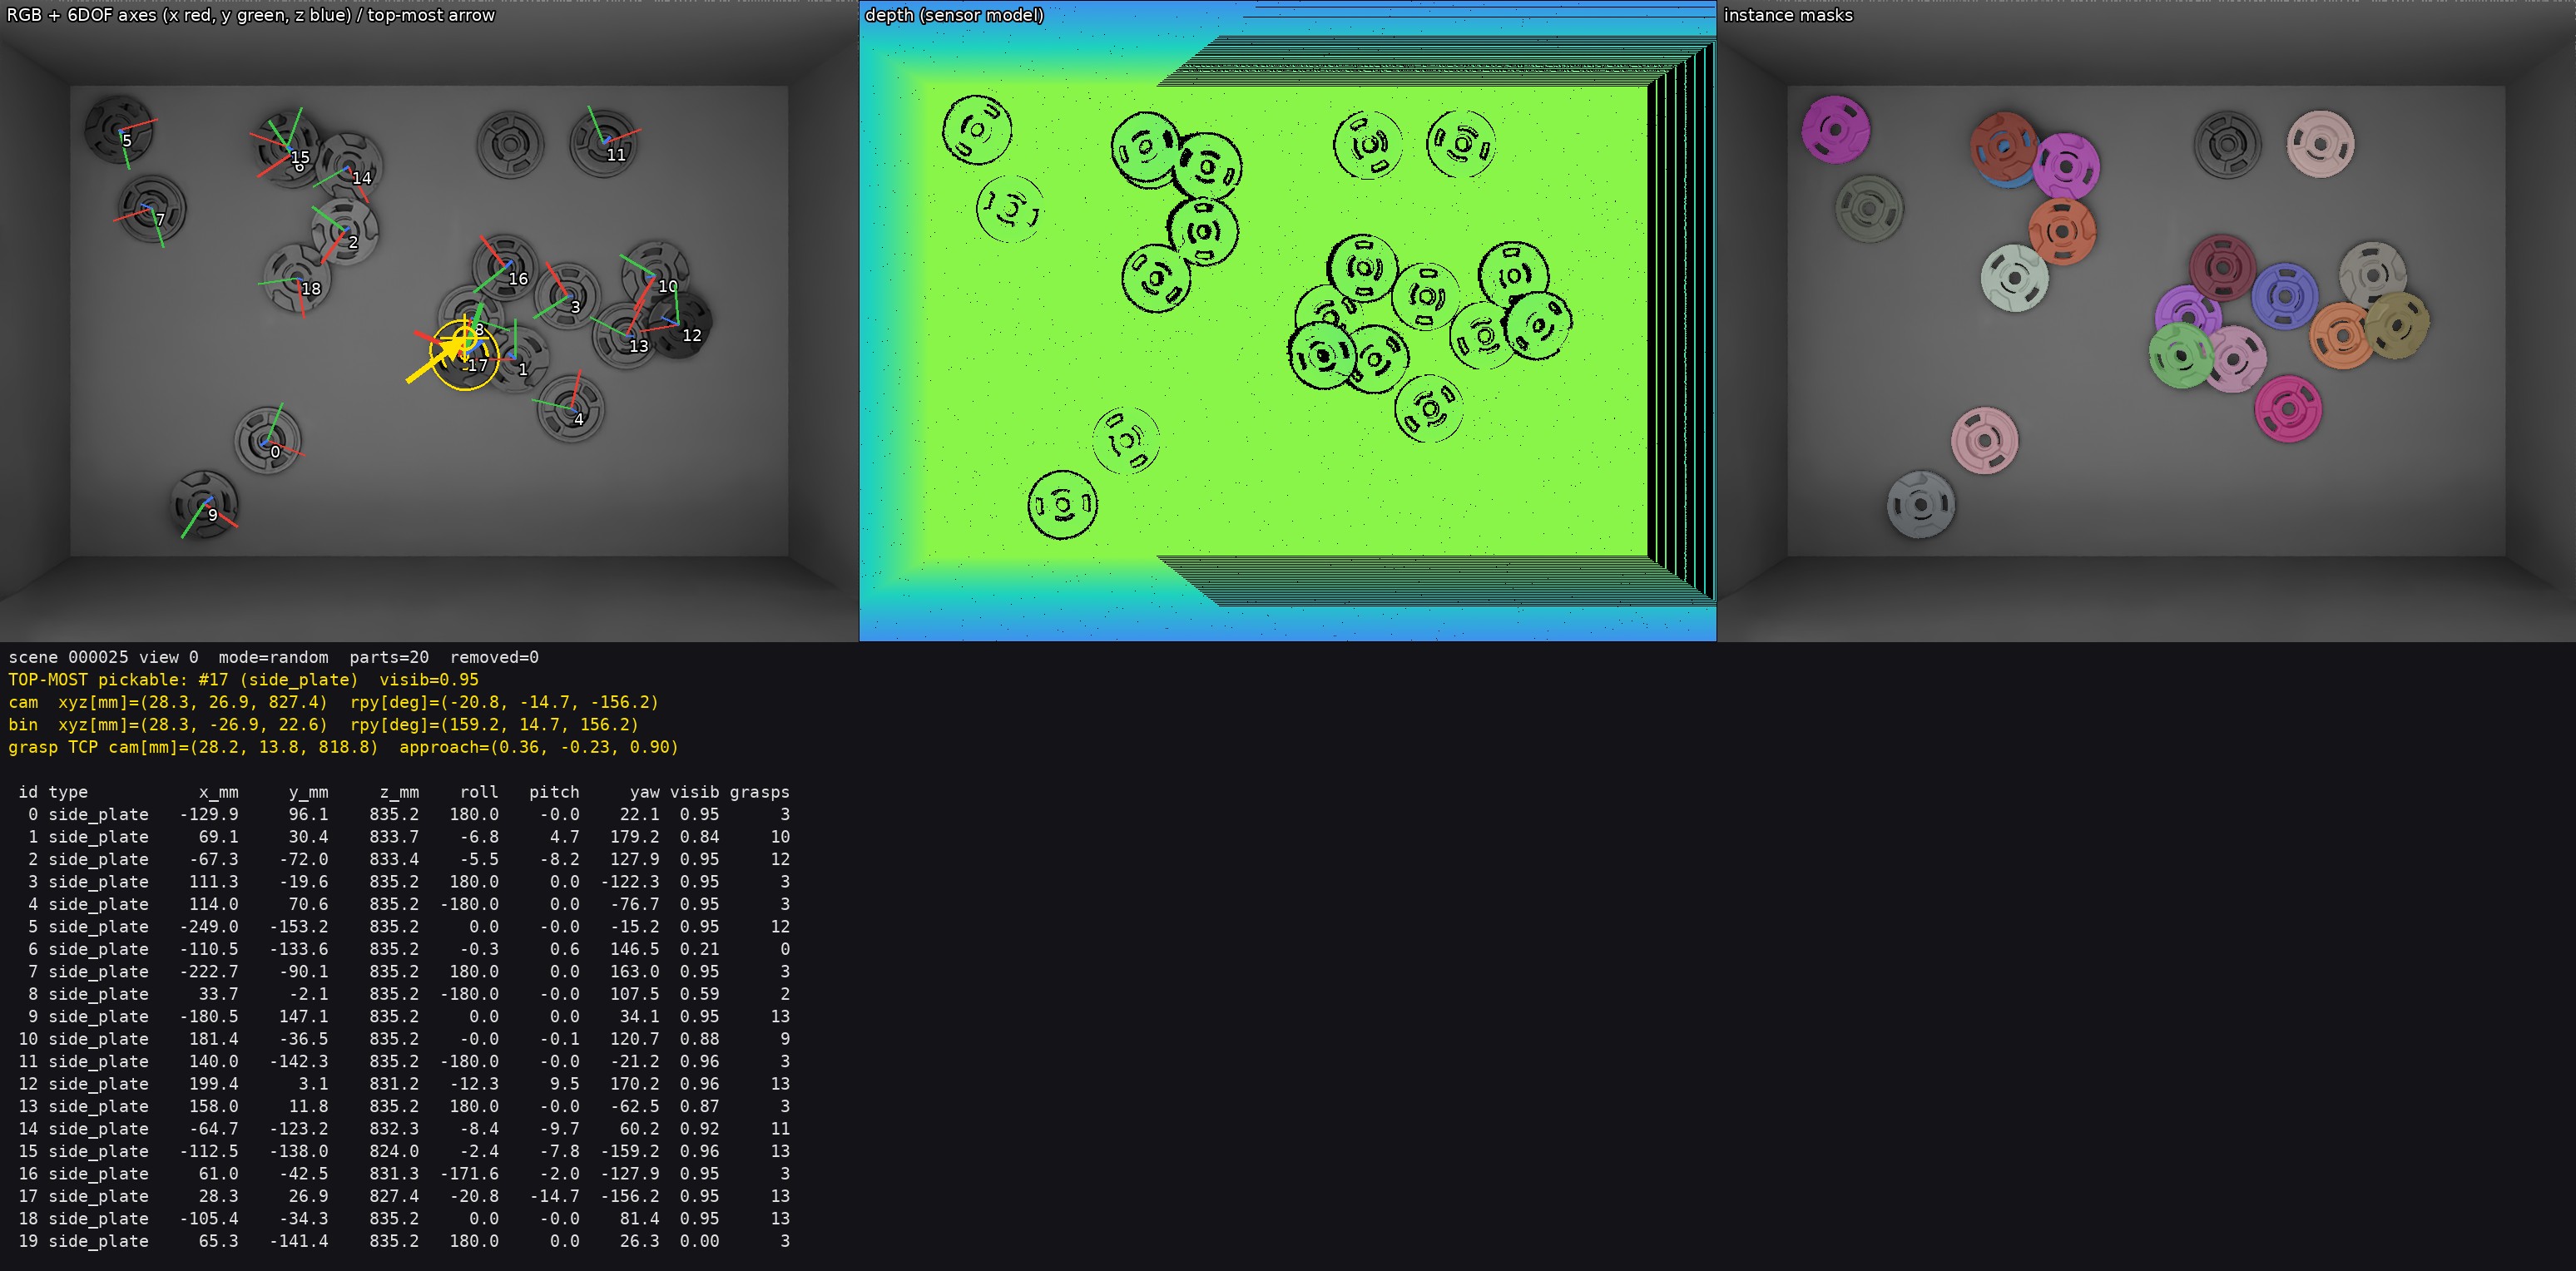 RGB + 6DOF axes (x red, y green, z blue) / top-most arrow
depth (sensor model)
instance masks
5
15
6
14
11
7
2
18
16
3
10
8
13
12
17
1
4
0
9
scene 000025 view 0 mode=random parts=20 removed=0
TOP-MOST pickable: #17 (side_plate) visib=0.95
cam xyz[mm]=(28.3, 26.9, 827.4) rpy[deg]=(-20.8, -14.7, -156.2)
bin xyz[mm]=(28.3, -26.9, 22.6) rpy[deg]=(159.2, 14.7, 156.2)
grasp TCP cam[mm]=(28.2, 13.8, 818.8) approach=(0.36, -0.23, 0.90)
id type x_mm y_mm z_mm roll pitch yaw visib grasps
0 side_plate -129.9 96.1 835.2 180.0 -0.0 22.1 0.95 3
1 side_plate 69.1 30.4 833.7 -6.8 4.7 179.2 0.84 10
2 side_plate -67.3 -72.0 833.4 -5.5 -8.2 127.9 0.95 12
3 side_plate 111.3 -19.6 835.2 180.0 0.0 -122.3 0.95 3
4 side_plate 114.0 70.6 835.2 -180.0 0.0 -76.7 0.95 3
5 side_plate -249.0 -153.2 835.2 0.0 -0.0 -15.2 0.95 12
6 side_plate -110.5 -133.6 835.2 -0.3 0.6 146.5 0.21 0
7 side_plate -222.7 -90.1 835.2 180.0 0.0 163.0 0.95 3
8 side_plate 33.7 -2.1 835.2 -180.0 -0.0 107.5 0.59 2
9 side_plate -180.5 147.1 835.2 0.0 0.0 34.1 0.95 13
10 side_plate 181.4 -36.5 835.2 -0.0 -0.1 120.7 0.88 9
11 side_plate 140.0 -142.3 835.2 -180.0 -0.0 -21.2 0.96 3
12 side_plate 199.4 3.1 831.2 -12.3 9.5 170.2 0.96 13
13 side_plate 158.0 11.8 835.2 180.0 -0.0 -62.5 0.87 3
14 side_plate -64.7 -123.2 832.3 -8.4 -9.7 60.2 0.92 11
15 side_plate -112.5 -138.0 824.0 -2.4 -7.8 -159.2 0.96 13
16 side_plate 61.0 -42.5 831.3 -171.6 -2.0 -127.9 0.95 3
17 side_plate 28.3 26.9 827.4 -20.8 -14.7 -156.2 0.95 13
18 side_plate -105.4 -34.3 835.2 0.0 -0.0 81.4 0.95 13
19 side_plate 65.3 -141.4 835.2 180.0 0.0 26.3 0.00 3